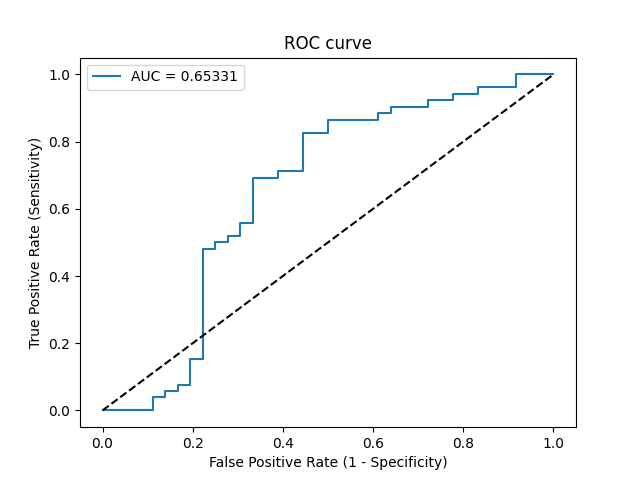 ROC curve
AUC = 0.65331
True Positive Rate (Sensitivity)
1.0
0.8
0.6
0.4
0.2
0.0
0.0 0.2 0.4 0.6 0.8 1.0
False Positive Rate (1 - Specificity)